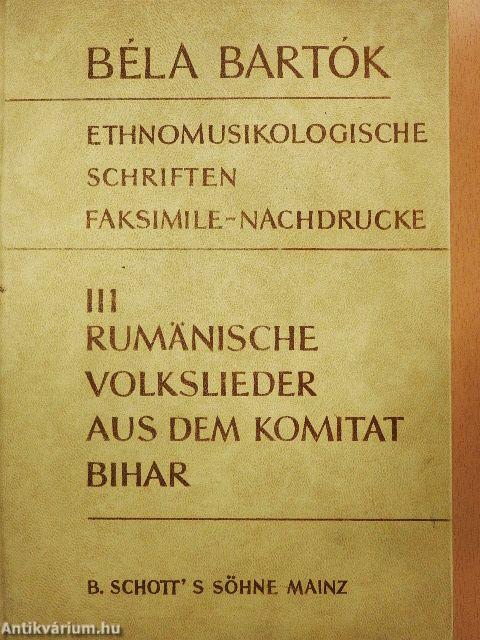 BÉLA BARTÓK
ETHNOMUSIKOLOGISCHE
SCHRIFTEN
FAKSIMILE-NACHDRUCKE
III
RUMÄNISCHE
VOLKSLIEDER
AUS DEM KOMITAT
BIHAR
B. SCHOTT' S SÖHNE MAINZ
Antikvárium.hu